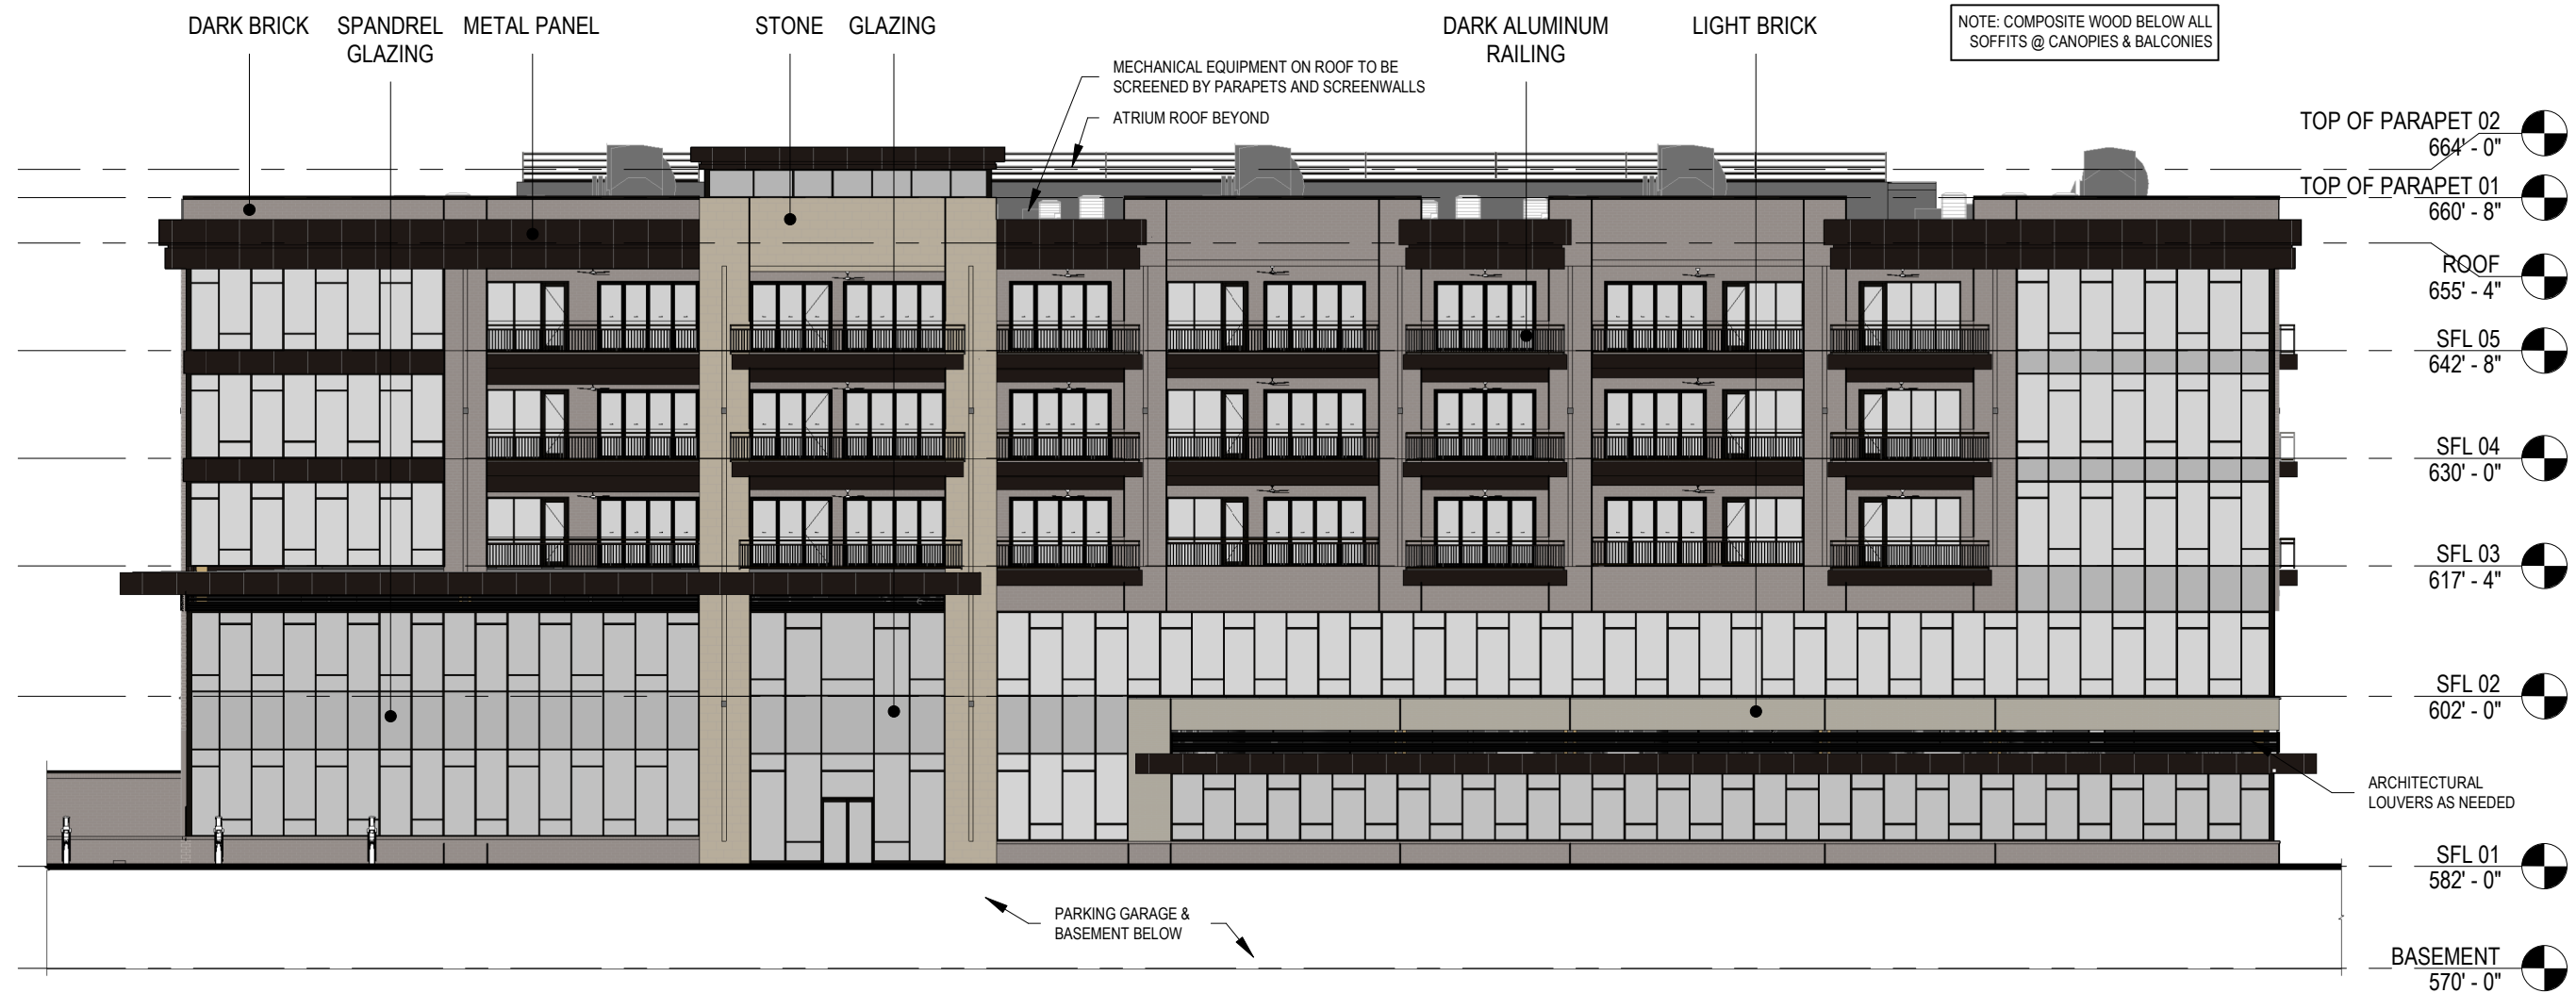 DARK BRICK
SPANDREL
GLAZING
METAL PANEL
STONE
GLAZING
DARK ALUMINUM
RAILING
LIGHT BRICK
NOTE: COMPOSITE WOOD BELOW ALL
SOFFITS @ CANOPIES & BALCONIES
MECHANICAL EQUIPMENT ON ROOF TO BE
SCREENED BY PARAPETS AND SCREENWALLS
ATRIUM ROOF BEYOND
TOP OF PARAPET 02
664' - 0"
TOP OF PARAPET 01
660' - 8"
ROOF
655' - 4"
SFL 05
642' - 8"
SFL 04
630' - 0"
SFL 03
617' - 4"
SFL 02
602' - 0"
ARCHITECTURAL
LOUVERS AS NEEDED
SFL 01
582' - 0"
PARKING GARAGE &
BASEMENT BELOW
BASEMENT
570' - 0"